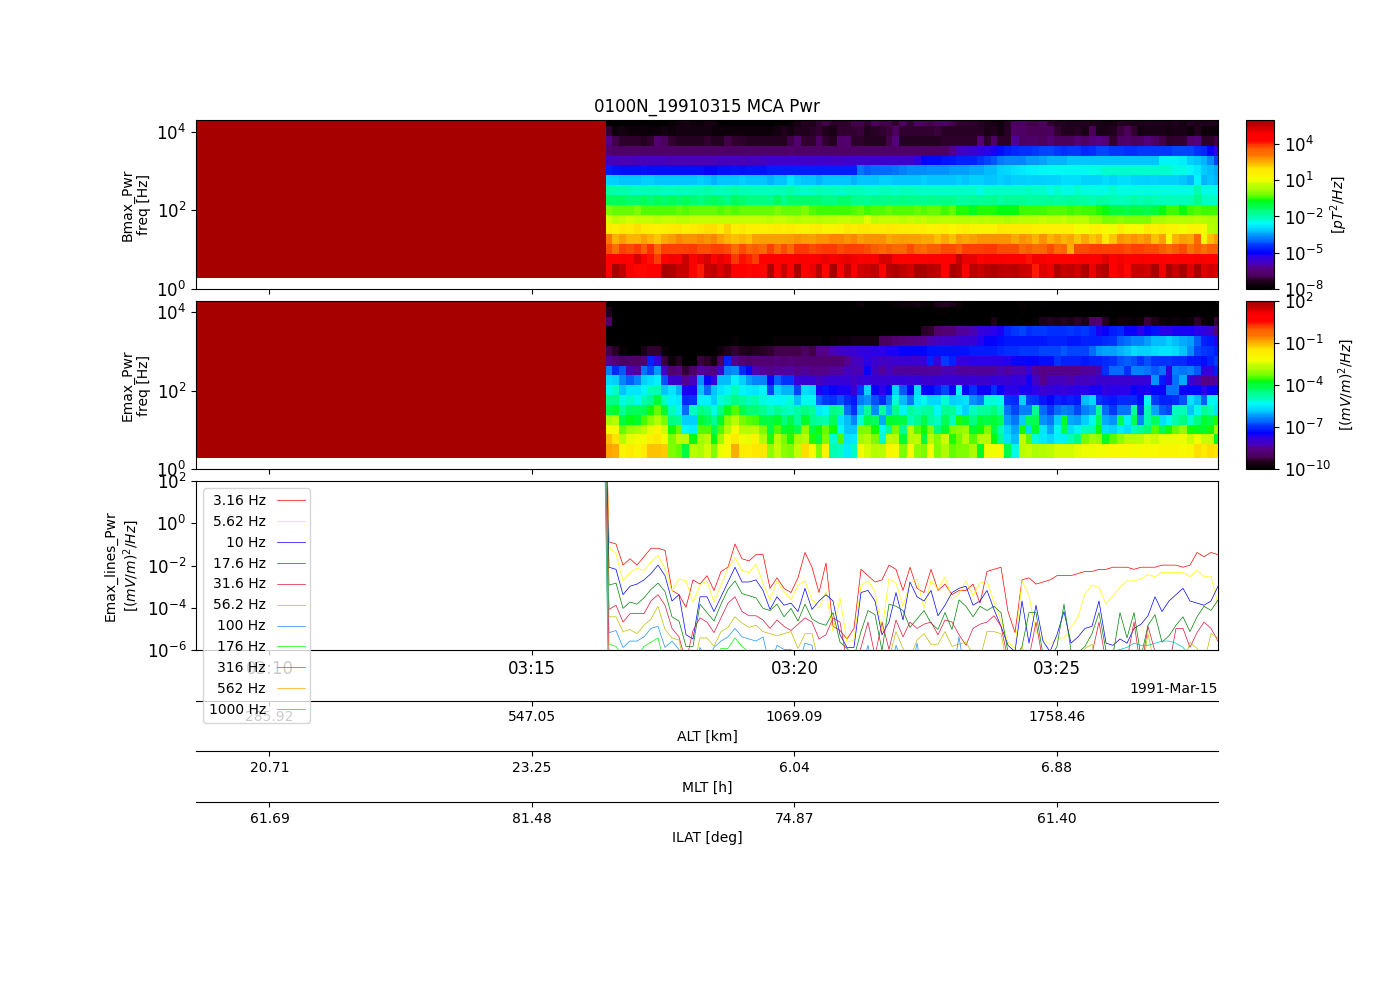 0100N_19910315 MCA Pwr
Bmax_Pwr
freq [Hz]
10^4
10^2
10^0
10^4
10^1
10^-2
10^-5
10^-8
[pT^2/Hz]
Emax_Pwr
freq [Hz]
10^4
10^2
10^0
10^2
10^-1
10^-4
10^-7
10^-10
[(mV/m)^2/Hz]
Emax_lines_Pwr
[(mV/m)^2/Hz]
10^2
10^0
10^-2
10^-4
10^-6
3.16 Hz
5.62 Hz
10 Hz
17.6 Hz
31.6 Hz
56.2 Hz
100 Hz
176 Hz
316 Hz
562 Hz
1000 Hz
03:10 03:15 03:20 03:25
1991-Mar-15
285.92 547.05 1069.09 1758.46
ALT [km]
20.71 23.25 6.04 6.88
MLT [h]
61.69 81.48 74.87 61.40
ILAT [deg]